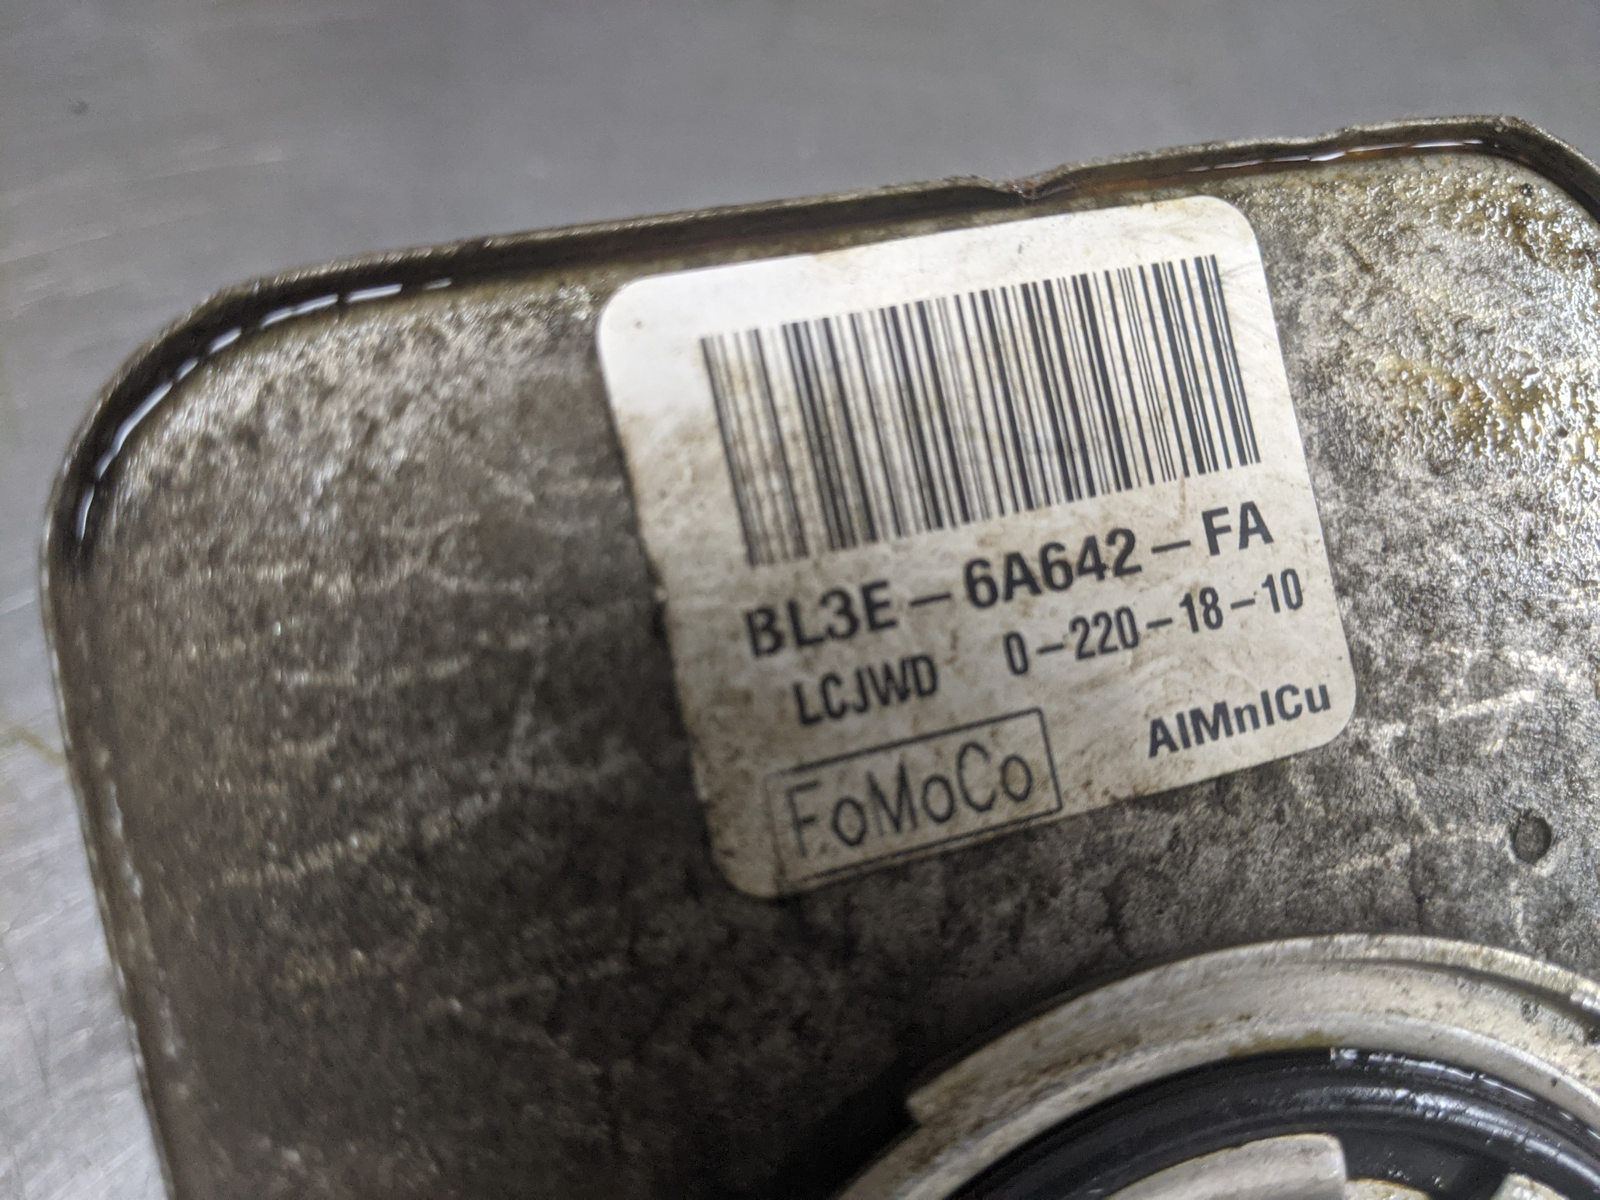 BL3E-6A642-FA
LCJWD 0-220-18-10
AlMnlCu
FoMoCo